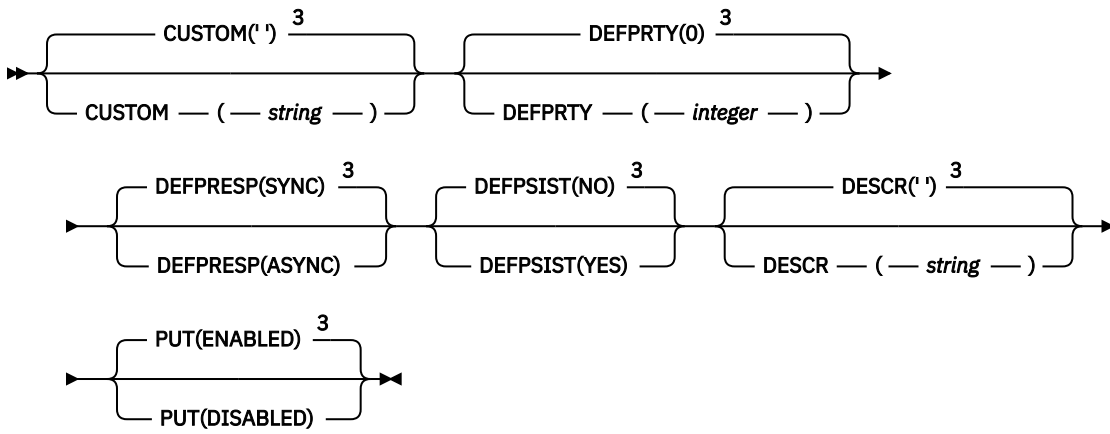 CUSTOM(' ') 3 DEFPRTY(0) 3
CUSTOM ( string ) DEFPRTY ( integer )
DEFPRESP(SYNC) 3 DEFPSIST(NO) 3 DESCR(' ') 3
DEFPRESP(ASYNC) DEFPSIST(YES) DESCR ( string )
PUT(ENABLED) 3
PUT(DISABLED)